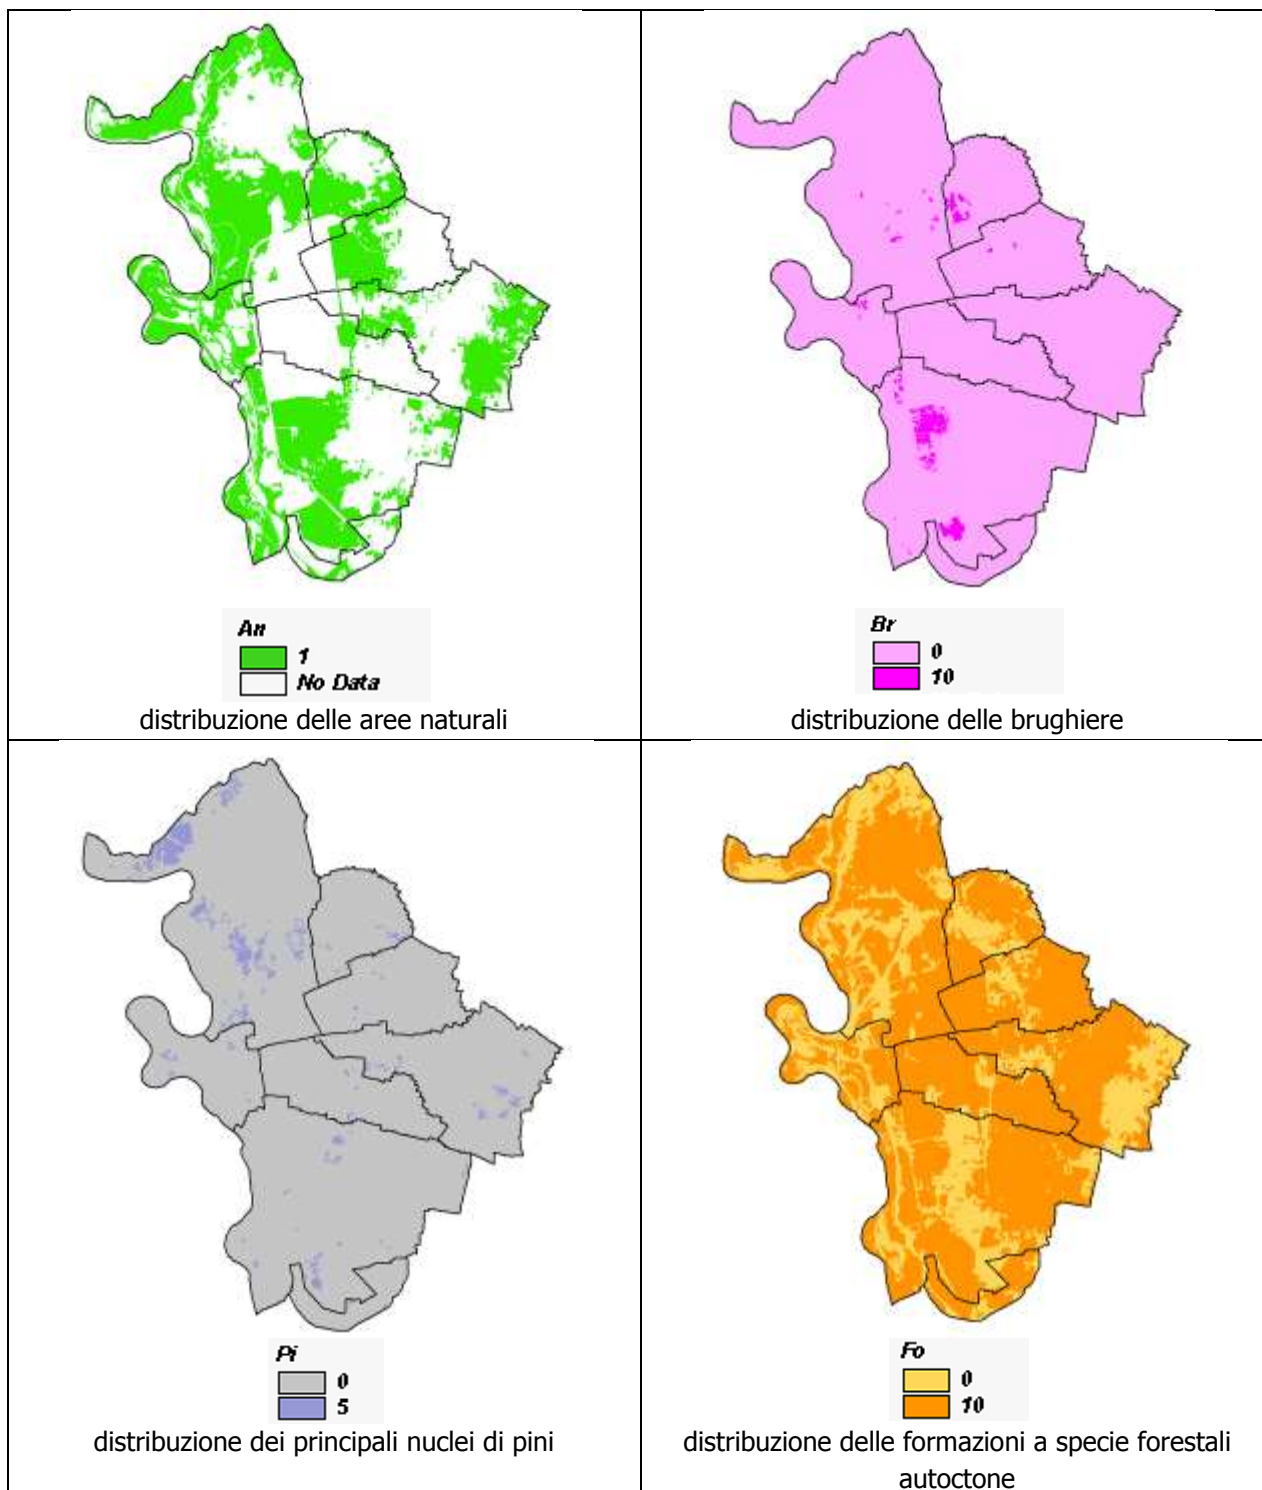 An
1
No Data
distribuzione delle aree naturali
Br
0
10
distribuzione delle brughiere
Pi
0
5
distribuzione dei principali nuclei di pini
Fo
0
10
distribuzione delle formazioni a specie forestali
autoctone